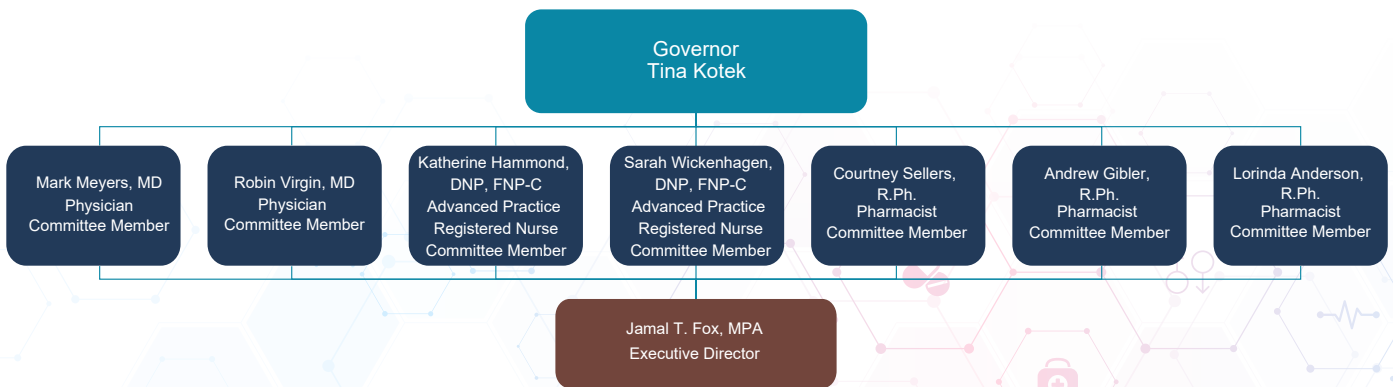 Governor
Tina Kotek
Mark Meyers, MD
Physician
Committee Member
Robin Virgin, MD
Physician
Committee Member
Katherine Hammond,
DNP, FNP-C
Advanced Practice
Registered Nurse
Committee Member
Sarah Wickenhagen,
DNP, FNP-C
Advanced Practice
Registered Nurse
Committee Member
Courtney Sellers,
R.Ph.
Pharmacist
Committee Member
Andrew Gibler,
R.Ph.
Pharmacist
Committee Member
Lorinda Anderson,
R.Ph.
Pharmacist
Committee Member
Jamal T. Fox, MPA
Executive Director